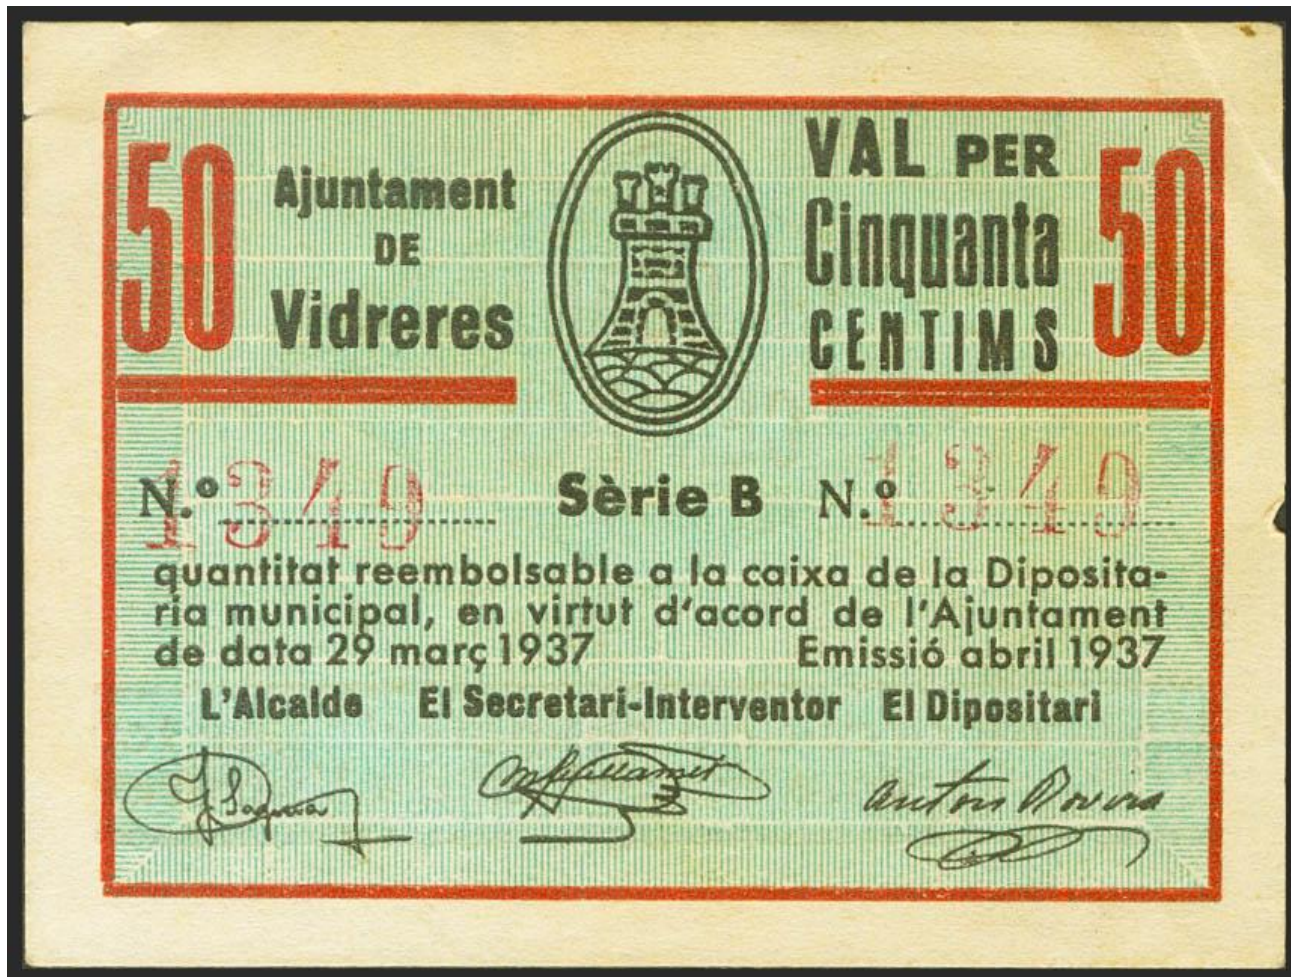 50
Ajuntament
DE
Vidreres
VAL PER
Cinquanta
CENTIMS
50
N.º 1349
Sèrie B
N.º 1349
quantitat reembolsable a la caixa de la Diposita-
ria municipal, en virtut d'acord de l'Ajuntament
de data 29 març 1937 Emissió abril 1937
L'Alcalde El Secretari-Interventor El Dipositari
Anton Rovira